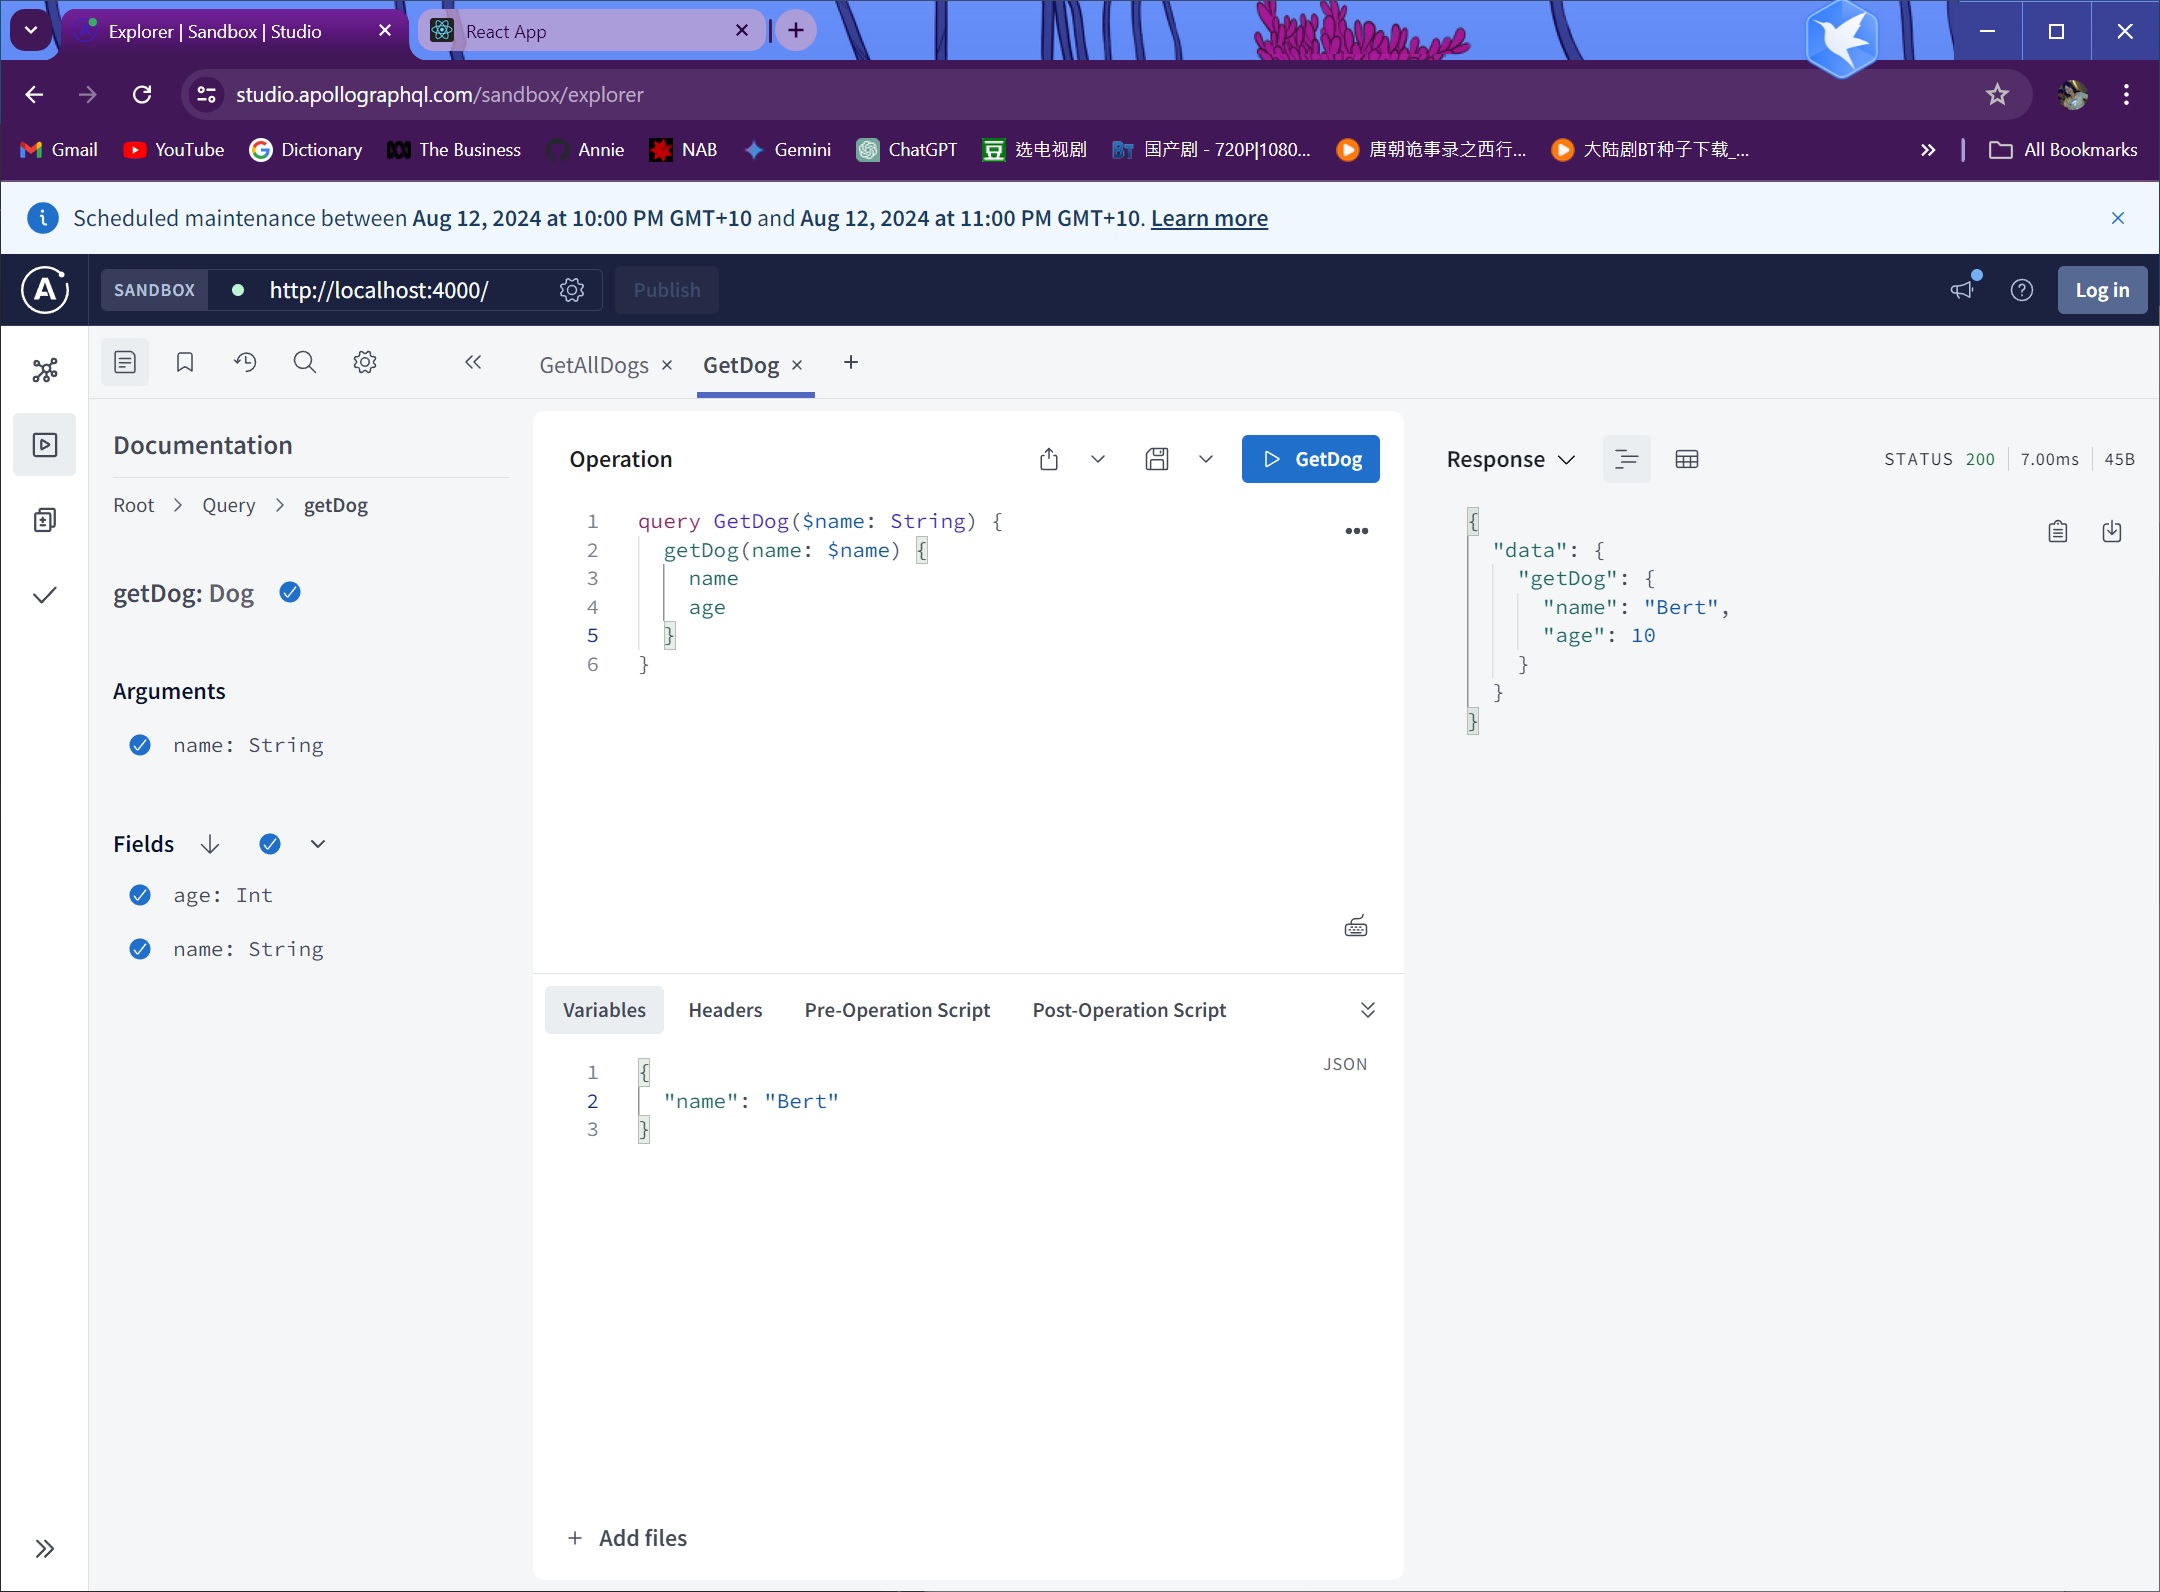 Explorer | Sandbox | Studio
React App
studio.apollographql.com/sandbox/explorer
Gmail YouTube Dictionary The Business Annie NAB Gemini ChatGPT 选电视剧 国产剧 - 720P|1080... 唐朝诡事录之西行... 大陆剧BT种子下载_... All Bookmarks
Scheduled maintenance between Aug 12, 2024 at 10:00 PM GMT+10 and Aug 12, 2024 at 11:00 PM GMT+10. Learn more
SANDBOX http://localhost:4000/ Publish Log in
GetAllDogs GetDog
Documentation
Root > Query > getDog
getDog: Dog
Arguments
name: String
Fields
age: Int
name: String
Operation
GetDog
1 query GetDog($name: String) {
2 getDog(name: $name) {
3 name
4 age
5 }
6 }
Variables Headers Pre-Operation Script Post-Operation Script
JSON
1 {
2 "name": "Bert"
3 }
+ Add files
Response
STATUS 200 7.00ms 45B
{
"data": {
"getDog": {
"name": "Bert",
"age": 10
}
}
}